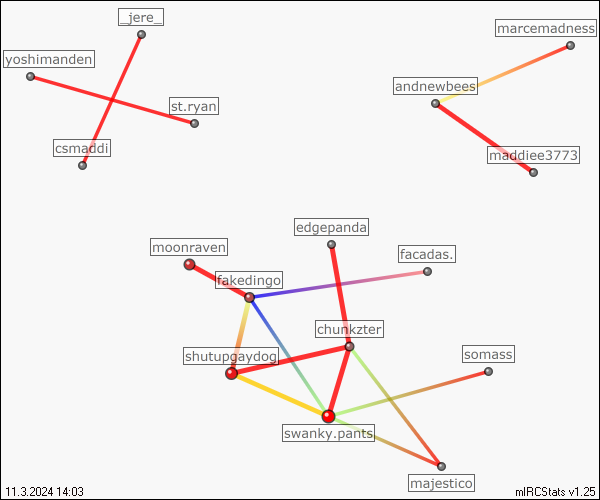 _jere_
marcemadness
yoshimanden
andnewbees
st.ryan
csmaddi
maddiee3773
edgepanda
moonraven
facadas.
fakedingo
chunkzter
shutupgaydog
somass
swanky.pants
majestico
11.3.2024 14:03
mIRCStats v1.25